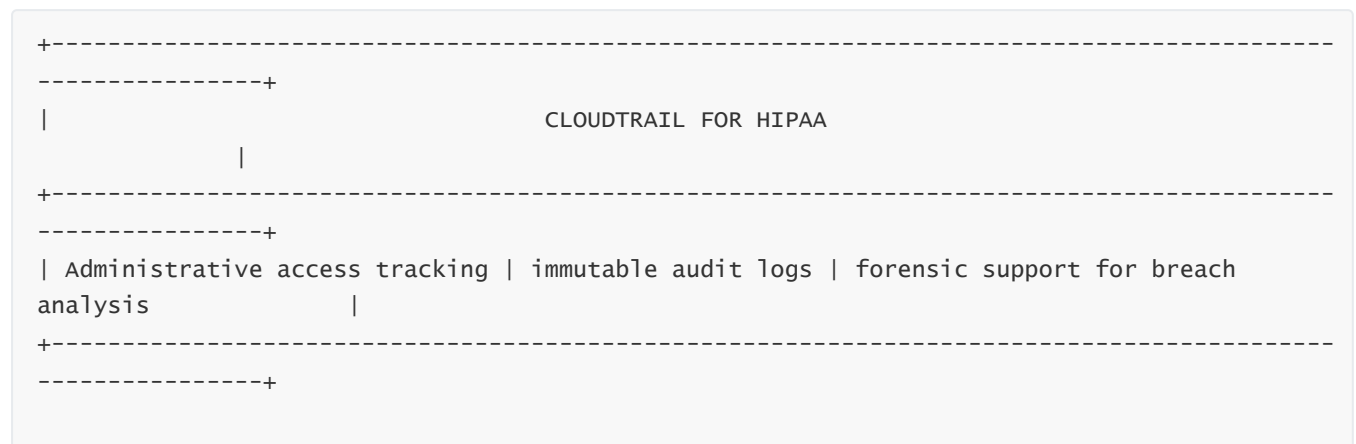 +-------------------------------------------------------------------------------------------
----------------+
|                                   CLOUDTRAIL FOR HIPAA
              |
+-------------------------------------------------------------------------------------------
----------------+
| Administrative access tracking | immutable audit logs | forensic support for breach
analysis              |
+-------------------------------------------------------------------------------------------
----------------+